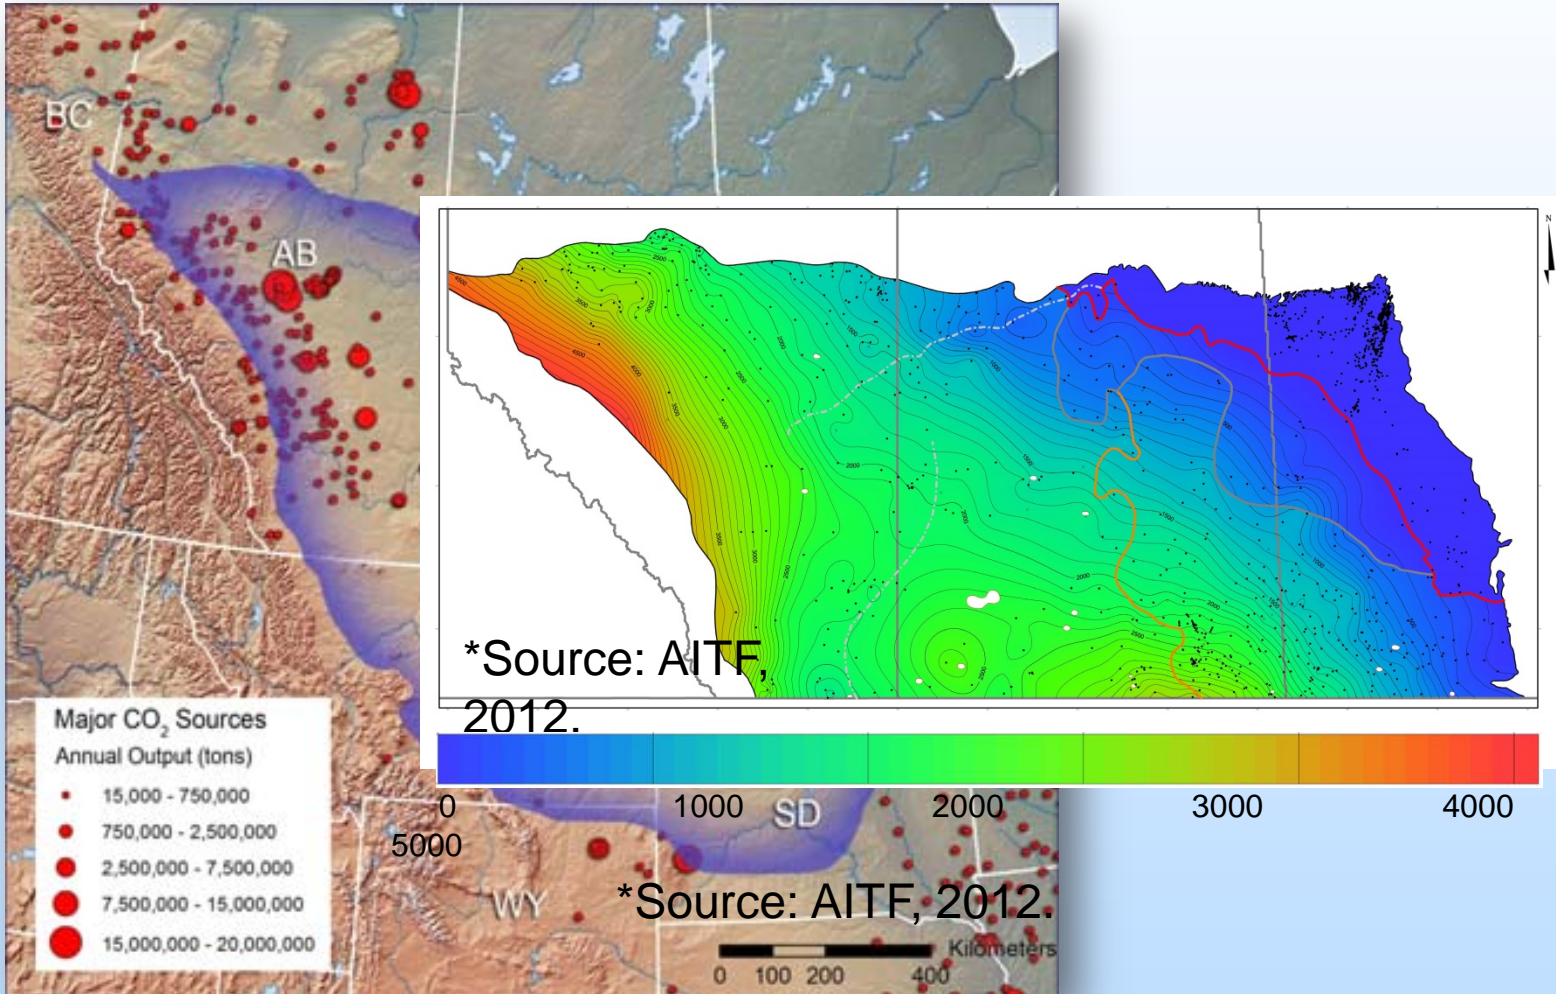 BC
AB
N
*Source: AITF,
2012.
Major CO₂ Sources
Annual Output (tons)
15,000 - 750,000
750,000 - 2,500,000
2,500,000 - 7,500,000
7,500,000 - 15,000,000
15,000,000 - 20,000,000
0 1000 2000 3000 4000
5000
SD
WY
*Source: AITF, 2012.
Kilometers
0 100 200 400